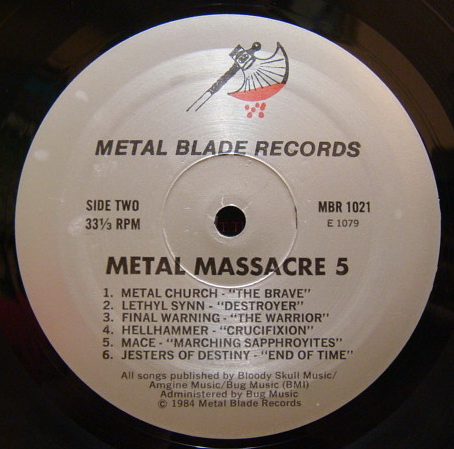 METAL BLADE RECORDS
SIDE TWO
33⅓ RPM
MBR 1021
E 1079
METAL MASSACRE 5
1. METAL CHURCH - "THE BRAVE"
2. LETHYL SYNN - "DESTROYER"
3. FINAL WARNING - "THE WARRIOR"
4. HELLHAMMER - "CRUCIFIXION"
5. MACE - "MARCHING SAPPHROYITES"
6. JESTERS OF DESTINY - "END OF TIME"
All songs published by Bloody Skull Music/
Amgine Music/Bug Music (BMI)
Administered by Bug Music
© 1984 Metal Blade Records